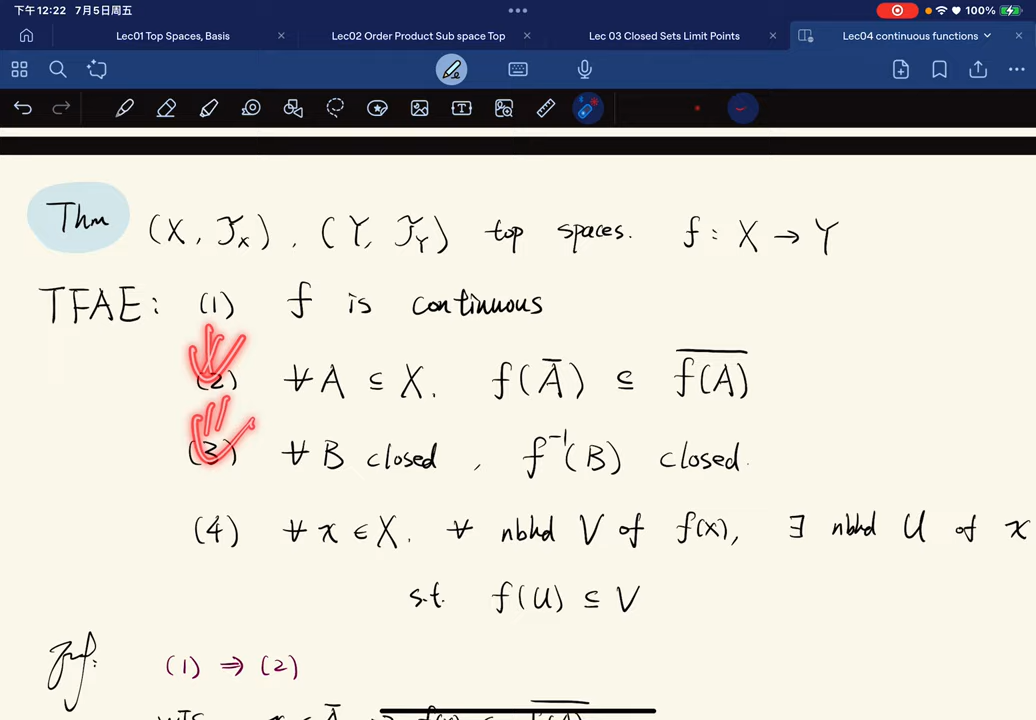 下午12:22 7月5日周五
100%
Lec01 Top Spaces, Basis
Lec02 Order Product Sub space Top
Lec 03 Closed Sets Limit Points
Lec04 continuous functions
Thm (X, 𝒯_X), (Y, 𝒯_Y) top spaces. f: X → Y
TFAE: (1) f is continuous
(2) ∀ A ⊆ X. f(Ā) ⊆ \overline{f(A)}
(3) ∀ B closed, f⁻¹(B) closed.
(4) ∀ x ∈ X. ∀ nbhd V of f(x), ∃ nbhd U of x
s.t. f(U) ⊆ V
Prf:
(1) ⇒ (2)